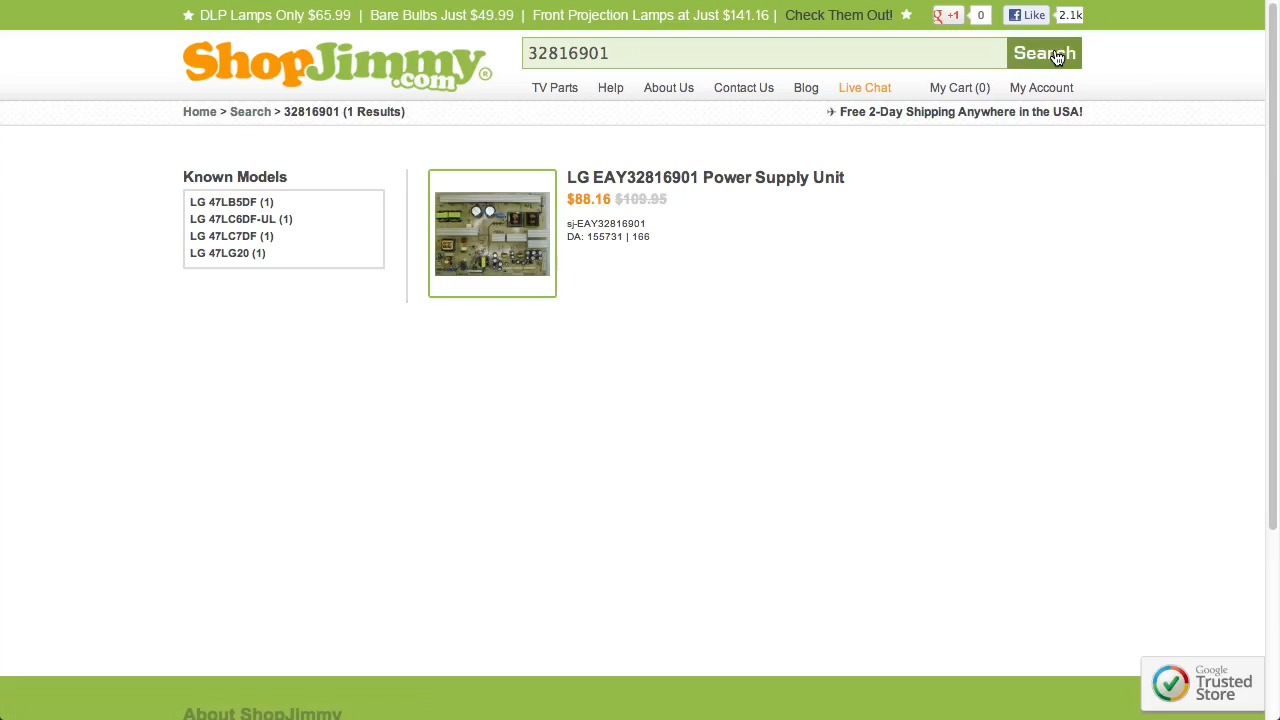 ★ DLP Lamps Only $65.99 | Bare Bulbs Just $49.99 | Front Projection Lamps at Just $141.16 | Check Them Out! ★
+1 0 Like 2.1k
ShopJimmy.com®
32816901 Search
TV Parts Help About Us Contact Us Blog Live Chat My Cart (0) My Account
Home > Search > 32816901 (1 Results)
✈ Free 2-Day Shipping Anywhere in the USA!
Known Models
LG 47LB5DF (1)
LG 47LC6DF-UL (1)
LG 47LC7DF (1)
LG 47LG20 (1)
LG EAY32816901 Power Supply Unit
$88.16 $109.95
sj-EAY32816901
DA: 155731 | 166
Google
Trusted
Store
About ShopJimmy